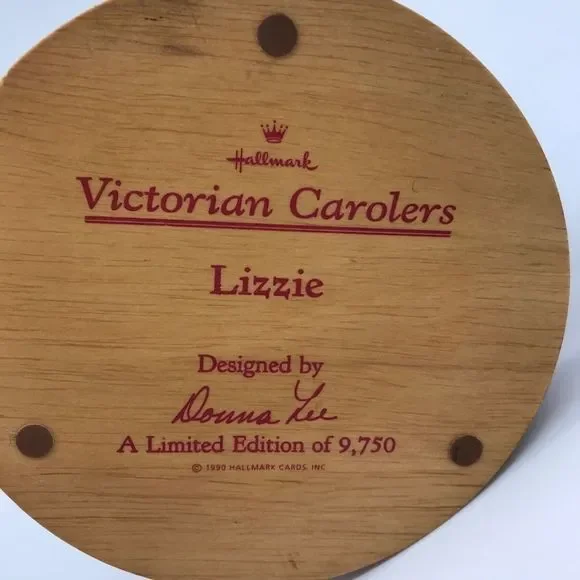 Hallmark
Victorian Carolers
Lizzie
Designed by
Donna Lee
A Limited Edition of 9,750
© 1990 HALLMARK CARDS, INC